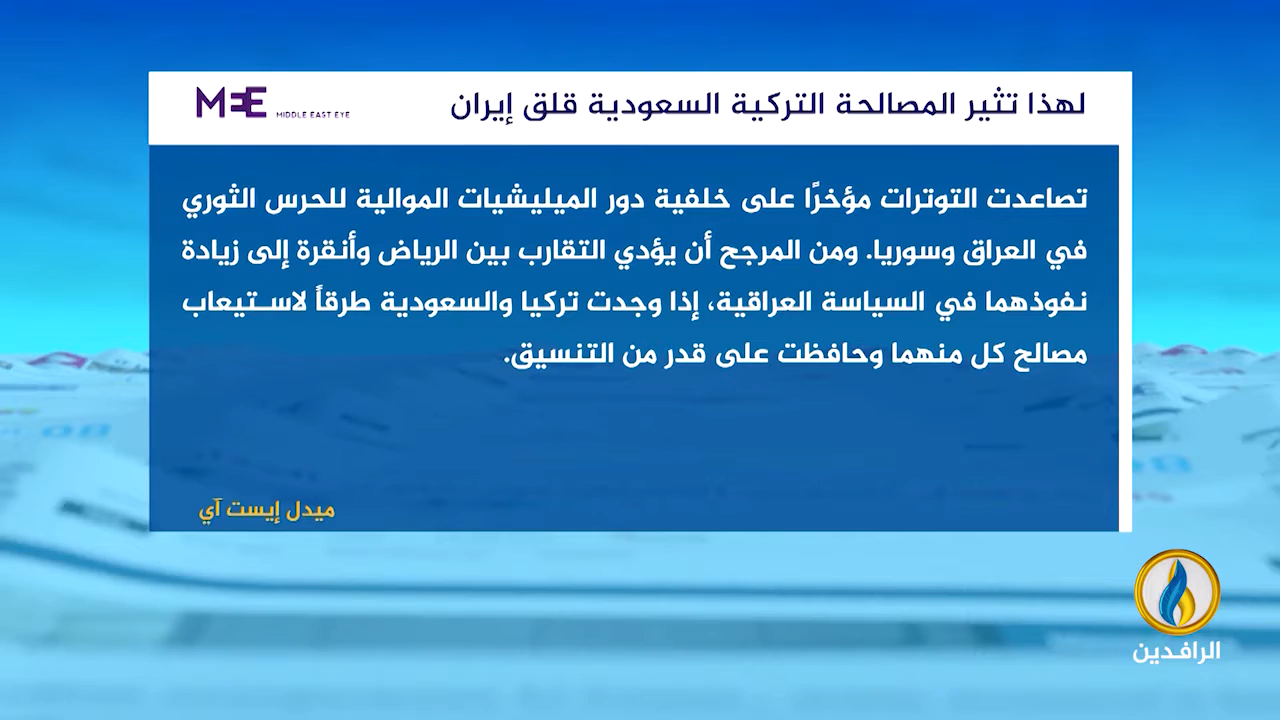 لهذا تثير المصالحة التركية السعودية قلق إيران
MEE MIDDLE EAST EYE
تصاعدت التوترات مؤخرًا على خلفية دور الميليشيات الموالية للحرس الثوري
في العراق وسوريا. ومن المرجح أن يؤدي التقارب بين الرياض وأنقرة إلى زيادة
نفوذهما في السياسة العراقية، إذا وجدت تركيا والسعودية طرقاً لاستيعاب
مصالح كل منهما وحافظت على قدر من التنسيق.
ميدل إيست آي
الرافدين